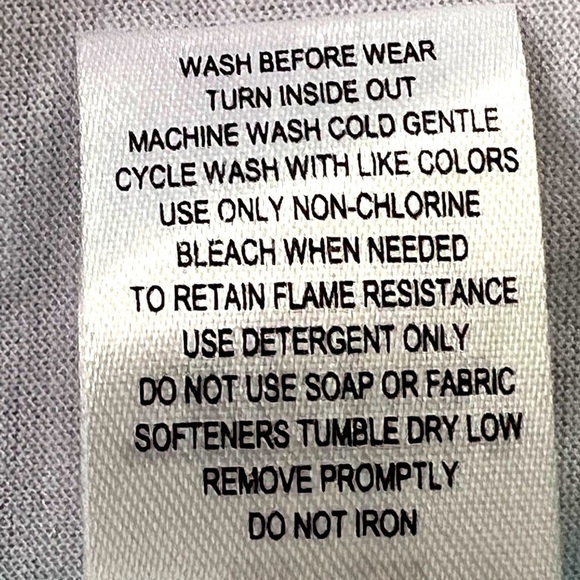 WASH BEFORE WEAR
TURN INSIDE OUT
MACHINE WASH COLD GENTLE
CYCLE WASH WITH LIKE COLORS
USE ONLY NON-CHLORINE
BLEACH WHEN NEEDED
TO RETAIN FLAME RESISTANCE
USE DETERGENT ONLY
DO NOT USE SOAP OR FABRIC
SOFTENERS TUMBLE DRY LOW
REMOVE PROMPTLY
DO NOT IRON